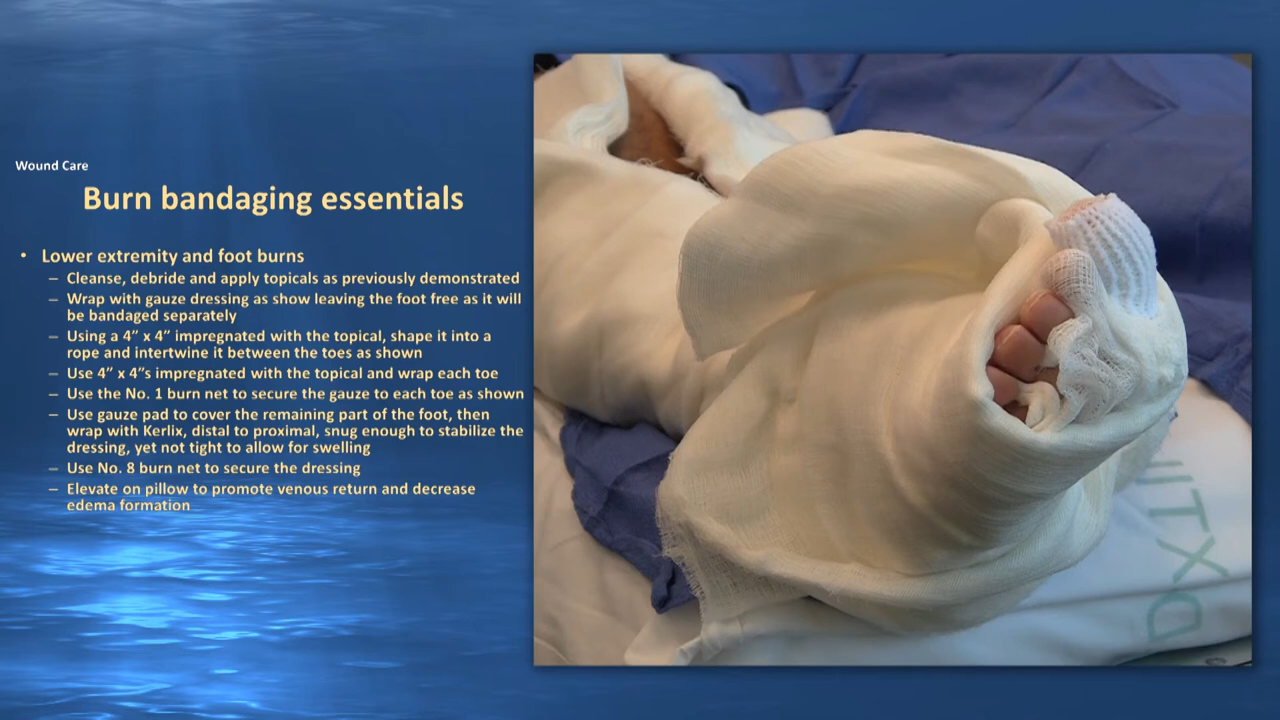 Wound Care
Burn bandaging essentials
• Lower extremity and foot burns
– Cleanse, debride and apply topicals as previously demonstrated
– Wrap with gauze dressing as show leaving the foot free as it will
be bandaged separately
– Using a 4” x 4” impregnated with the topical, shape it into a
rope and intertwine it between the toes as shown
– Use 4” x 4”s impregnated with the topical and wrap each toe
– Use the No. 1 burn net to secure the gauze to each toe as shown
– Use gauze pad to cover the remaining part of the foot, then
wrap with Kerlix, distal to proximal, snug enough to stabilize the
dressing, yet not tight to allow for swelling
– Use No. 8 burn net to secure the dressing
– Elevate on pillow to promote venous return and decrease
edema formation